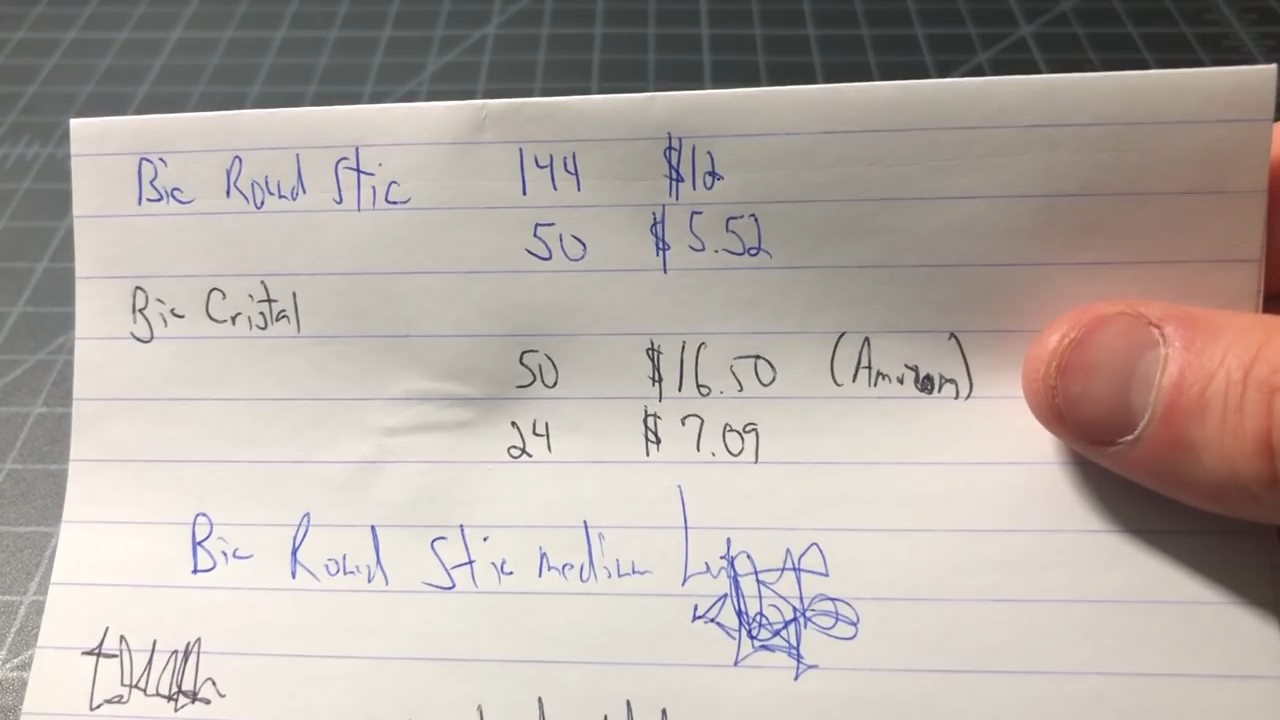 Bic Round Stic 144 $12
50 $5.52
Bic Cristal
50 $16.50 (Amazon)
24 $7.09
Bic Round Stic medium